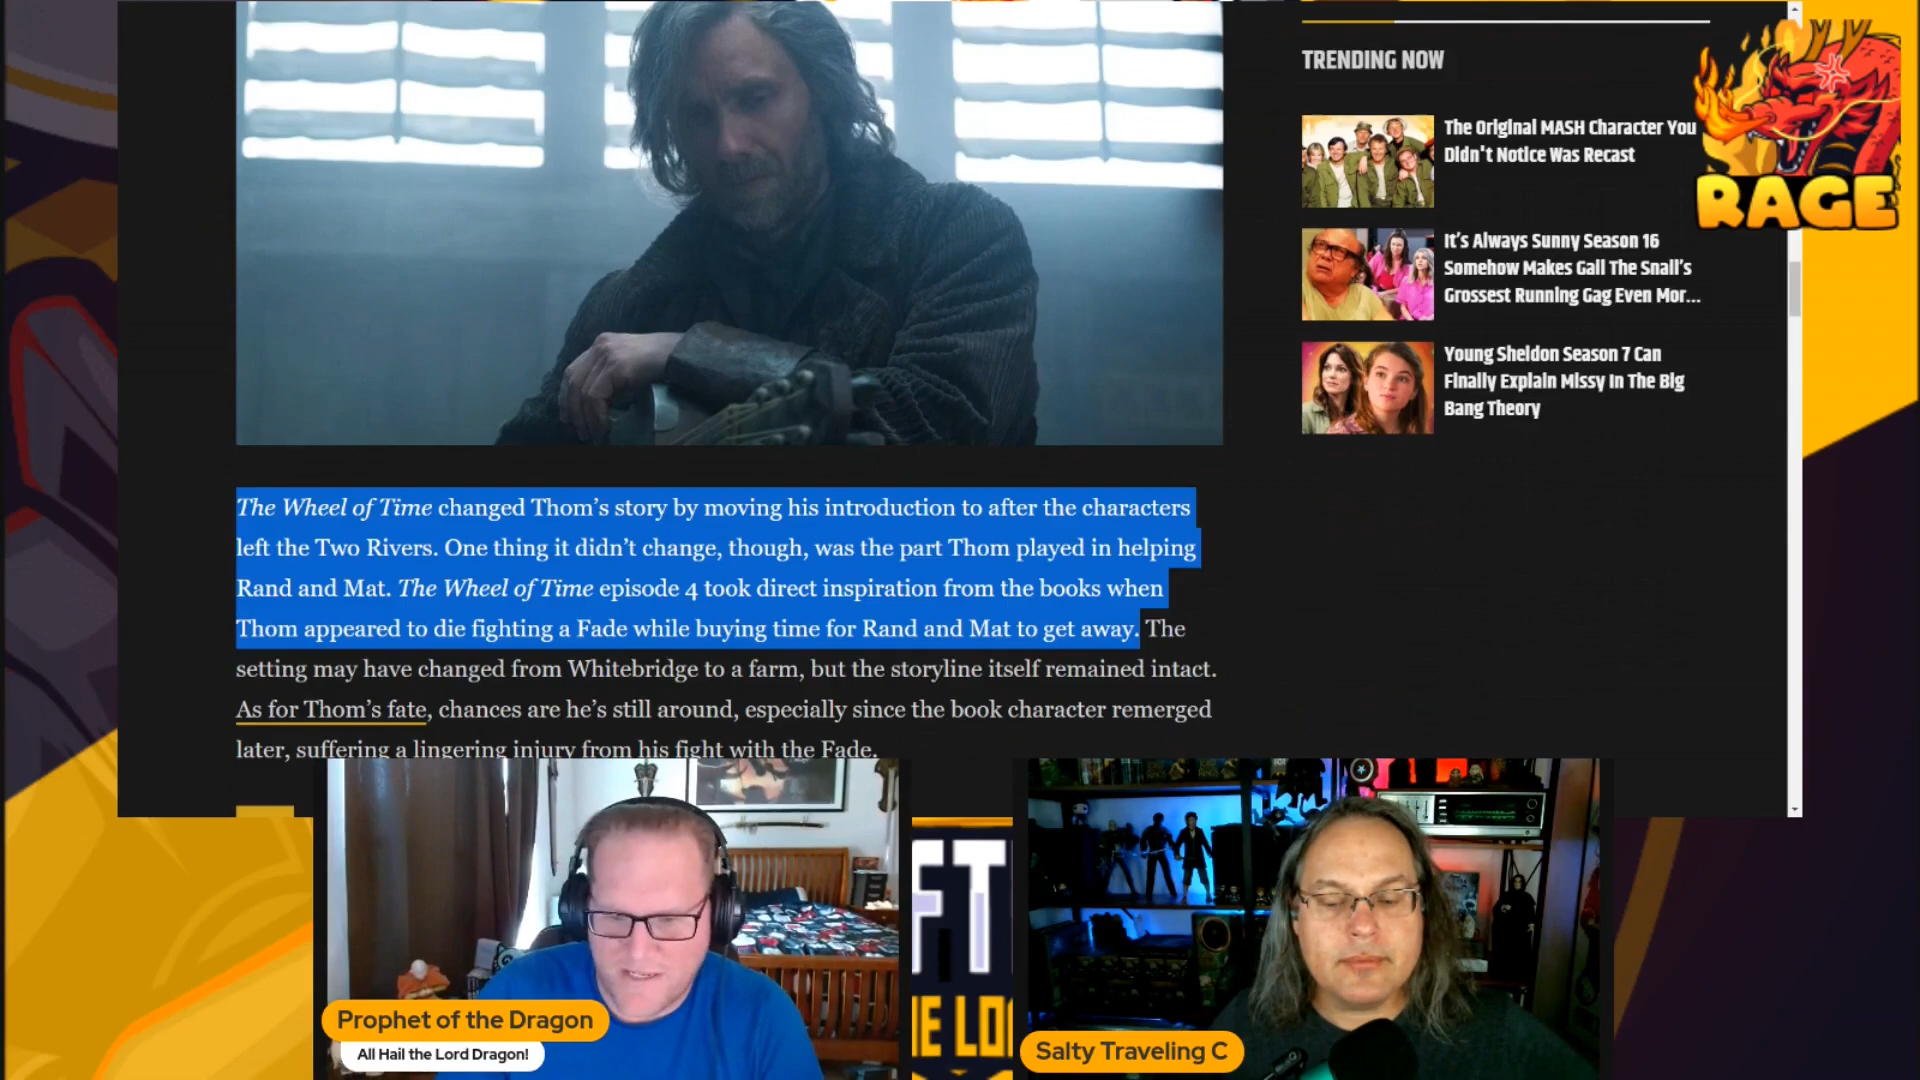 TRENDING NOW
The Original MASH Character You
Didn't Notice Was Recast
It's Always Sunny Season 16
Somehow Makes Gail The Snail's
Grossest Running Gag Even Mor...
Young Sheldon Season 7 Can
Finally Explain Missy In The Big
Bang Theory
RAGE
The Wheel of Time changed Thom's story by moving his introduction to after the characters
left the Two Rivers. One thing it didn't change, though, was the part Thom played in helping
Rand and Mat. The Wheel of Time episode 4 took direct inspiration from the books when
Thom appeared to die fighting a Fade while buying time for Rand and Mat to get away. The
setting may have changed from Whitebridge to a farm, but the storyline itself remained intact.
As for Thom's fate, chances are he's still around, especially since the book character remerged
later, suffering a lingering injury from his fight with the Fade.
FT
E LO
Prophet of the Dragon
All Hail the Lord Dragon!
Salty Traveling C